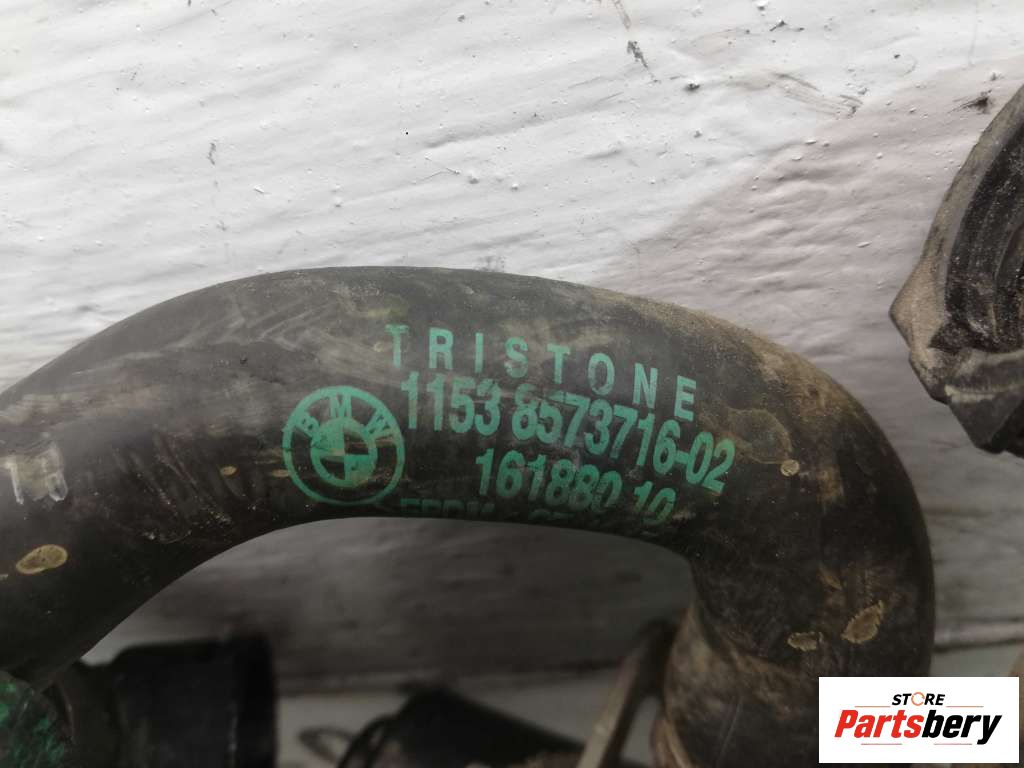 TRISTONE
BMW
1153 8573716-02
161880 10
STORE
Partsbery